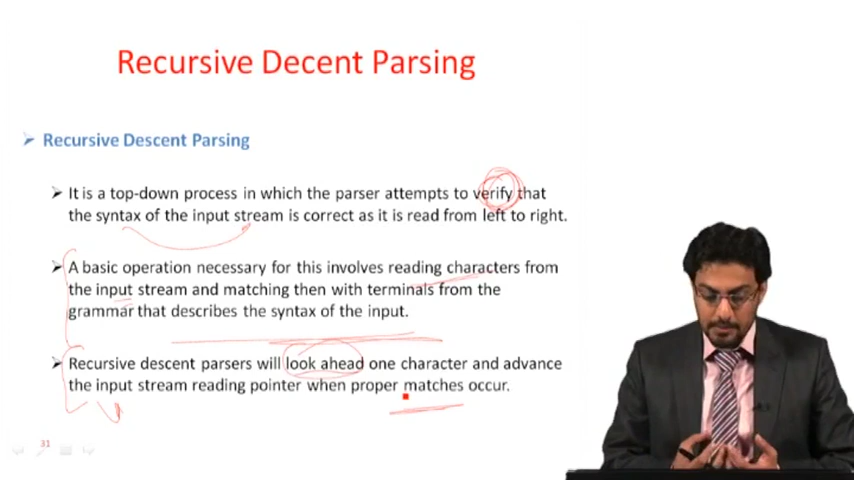 Recursive Decent Parsing
Recursive Descent Parsing
It is a top-down process in which the parser attempts to verify that
the syntax of the input stream is correct as it is read from left to right.
A basic operation necessary for this involves reading characters from
the input stream and matching then with terminals from the
grammar that describes the syntax of the input.
Recursive descent parsers will look ahead one character and advance
the input stream reading pointer when proper matches occur.
31